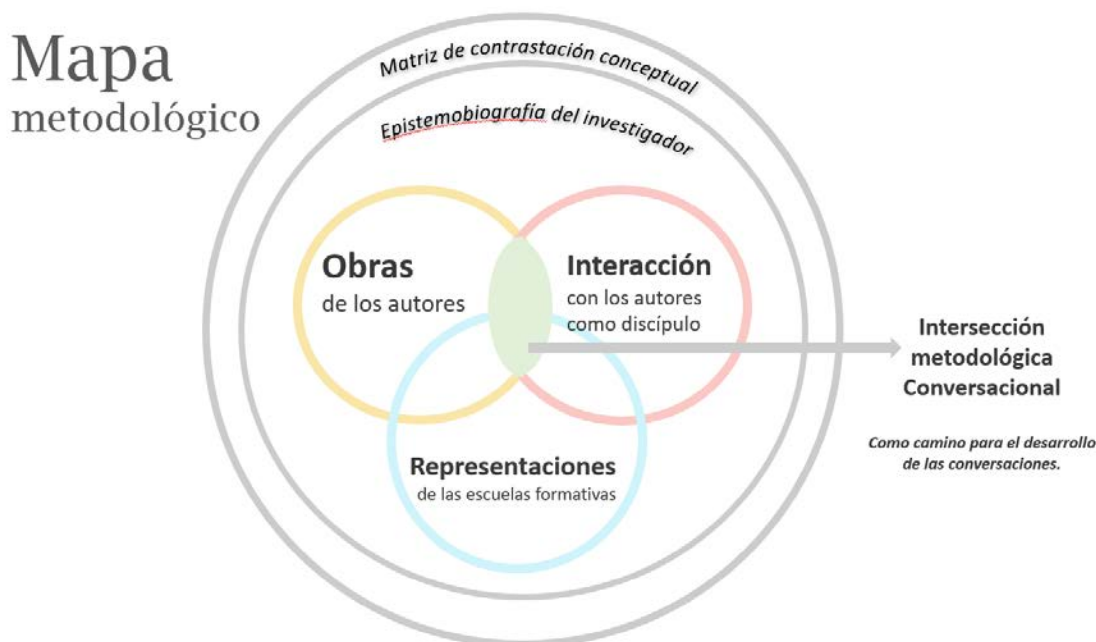 Mapa
metodológico
Matriz de contrastación conceptual
Epistemobiografía del investigador
Obras
de los autores
Interacción
con los autores
como discípulo
Intersección
metodológica
Conversacional
Como camino para el desarrollo
de las conversaciones.
Representaciones
de las escuelas formativas